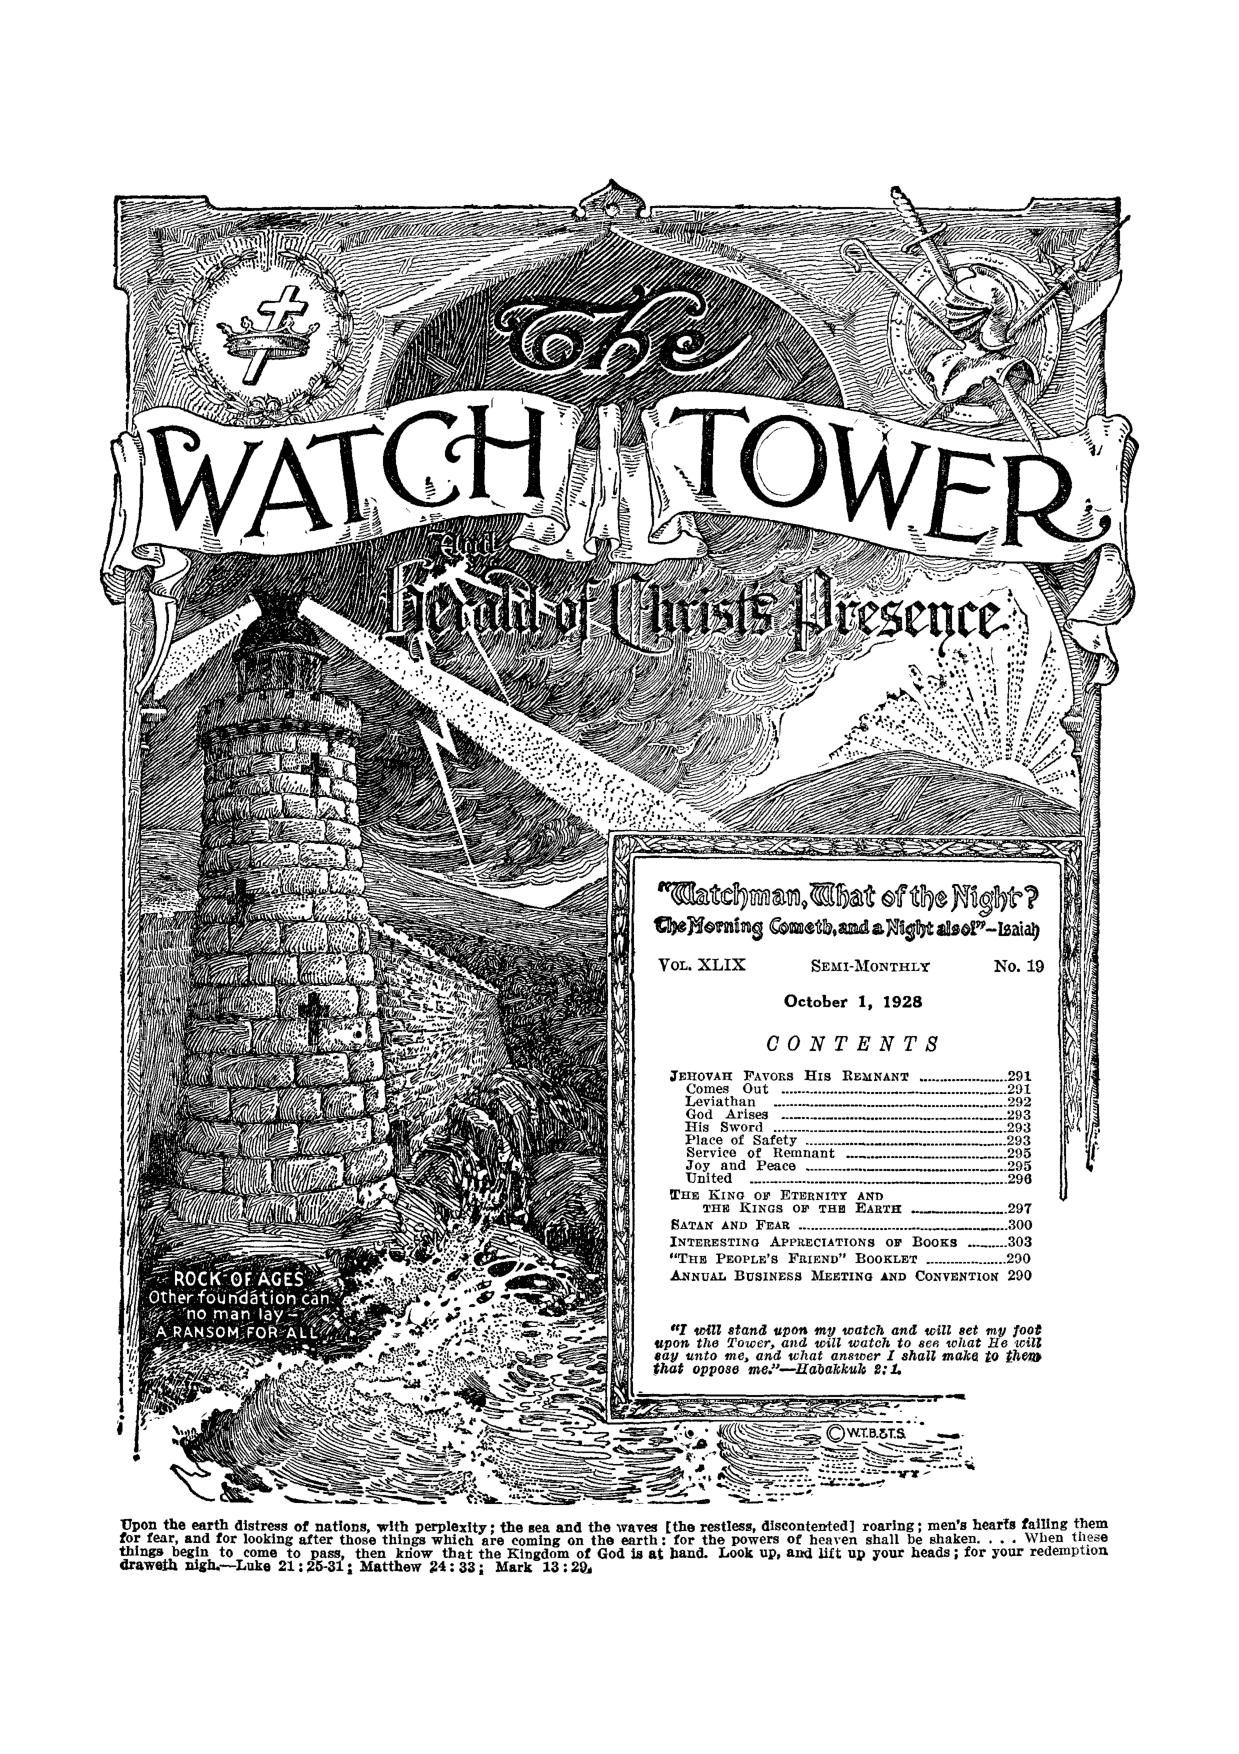 The
WATCH TOWER
And
Herald of Christ's Presence
"Watchman, What of the Night?
The Morning Cometh, and a Night also!"—Isaiah
VOL. XLIX SEMI-MONTHLY No. 19
October 1, 1928
CONTENTS
JEHOVAH FAVORS HIS REMNANT ........................291
Comes Out ........................291
Leviathan ........................292
God Arises ........................293
His Sword ........................293
Place of Safety ........................293
Service of Remnant ........................295
Joy and Peace ........................295
United ........................296
THE KING OF ETERNITY AND
THE KINGS OF THE EARTH ........................297
SATAN AND FEAR ........................300
INTERESTING APPRECIATIONS OF BOOKS ..........303
"THE PEOPLE'S FRIEND" BOOKLET ....................290
ANNUAL BUSINESS MEETING AND CONVENTION 290
"I will stand upon my watch and will set my foot
upon the Tower, and will watch to see what He will
say unto me, and what answer I shall make to them
that oppose me."—Habakkuk 2:1.
ROCK OF AGES
Other foundation can
no man lay—
A RANSOM FOR ALL
©W.T.B.&T.S.
Upon the earth distress of nations, with perplexity; the sea and the waves [the restless, discontented] roaring; men's hearts failing them
for fear, and for looking after those things which are coming on the earth: for the powers of heaven shall be shaken. . . . When these
things begin to come to pass, then know that the Kingdom of God is at hand. Look up, and lift up your heads; for your redemption
draweth nigh.—Luke 21:25-31; Matthew 24:33; Mark 13:29.